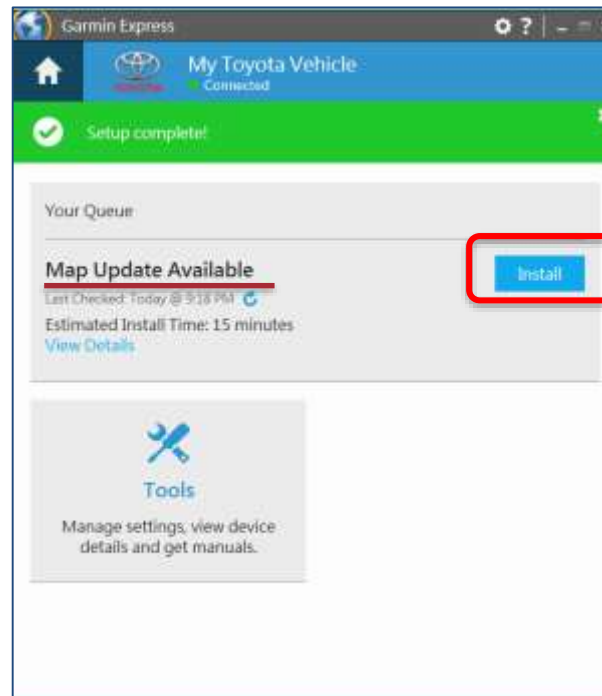 Garmin Express
?
My Toyota Vehicle
TOYOTA
Connected
Setup complete!
Your Queue
Map Update Available
Install
Last Checked: Today @ 9:18 PM
Estimated Install Time: 15 minutes
View Details
Tools
Manage settings, view device
details and get manuals.